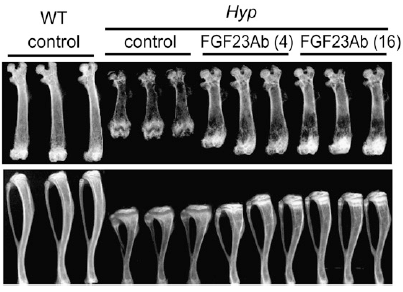 Hyp
WT
control
control
FGF23Ab (4)
FGF23Ab (16)